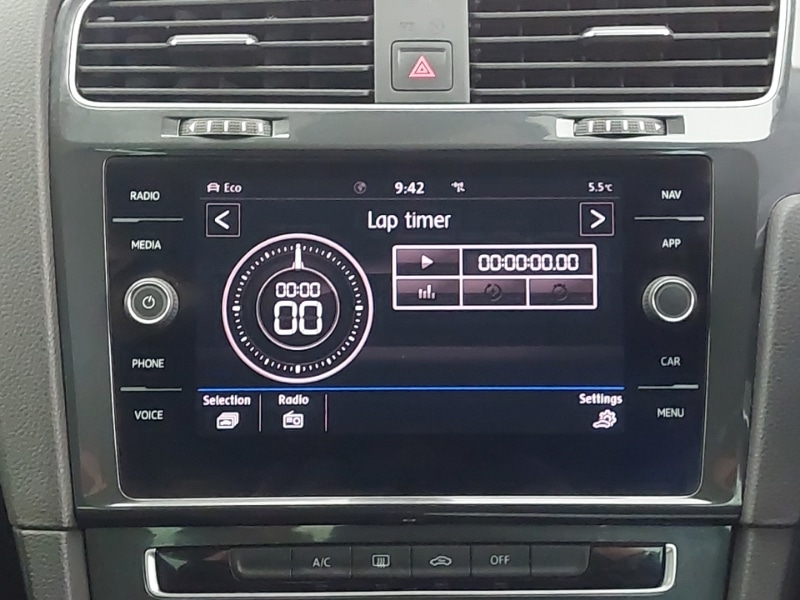 RADIO
MEDIA
PHONE
VOICE
Eco
9:42
5.5°C
Lap timer
00:00
00
00:00:00.00
Selection
Radio
Settings
NAV
APP
CAR
MENU
A/C
OFF